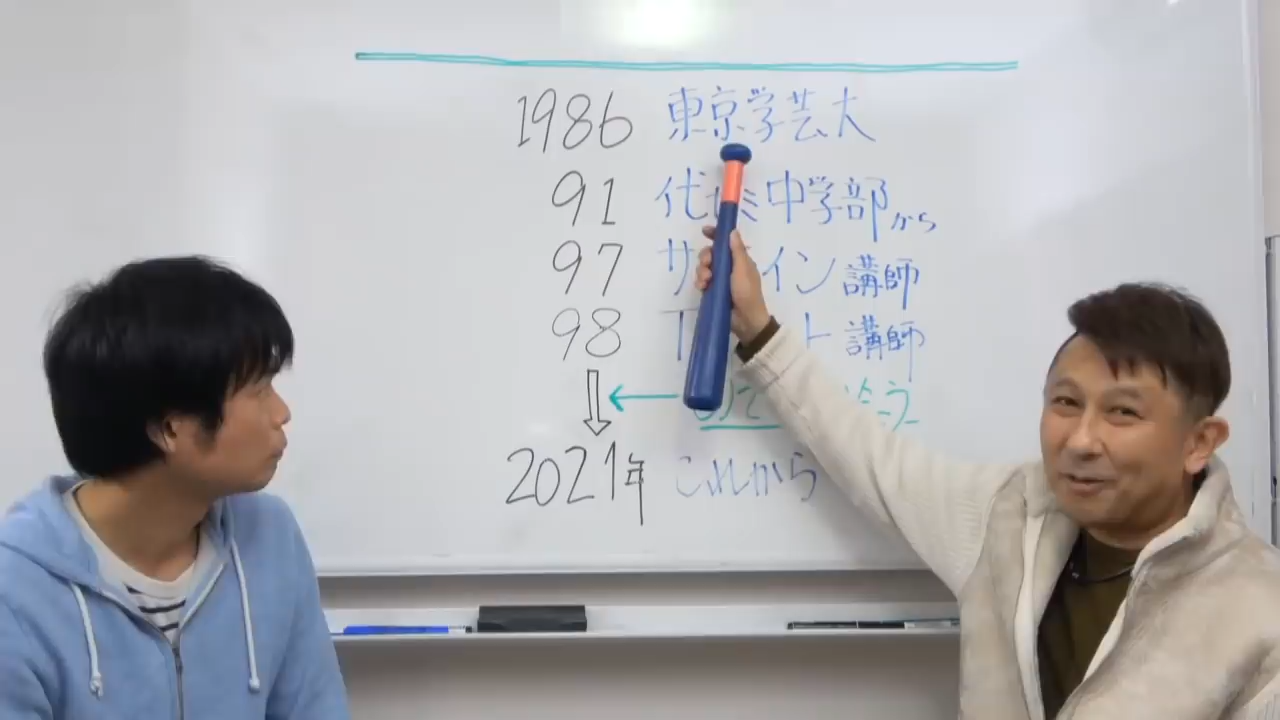 1986 東京学芸大
91 代 中学部から
97 サ イン講師
98 ト講師
2021年 これから